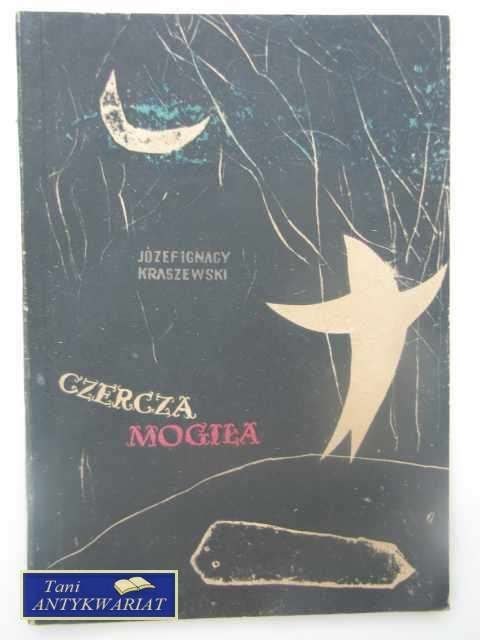 JÓZEF IGNACY
KRASZEWSKI
CZERCZA
MOGIŁA
Tani
ANTYKWARIAT